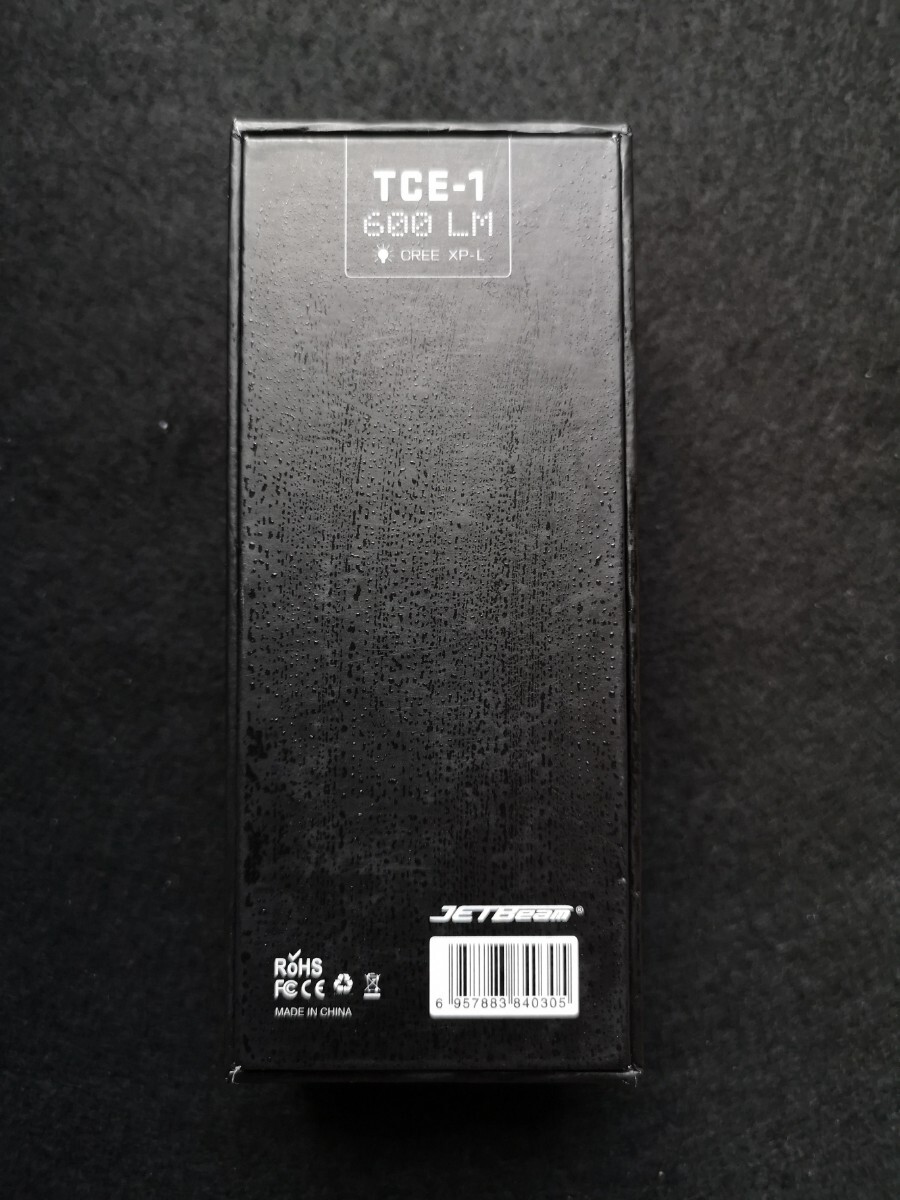 TCE-1
600 LM
CREE XP-L
JETBeam®
RoHS
FC CE
MADE IN CHINA
6 957883 840305